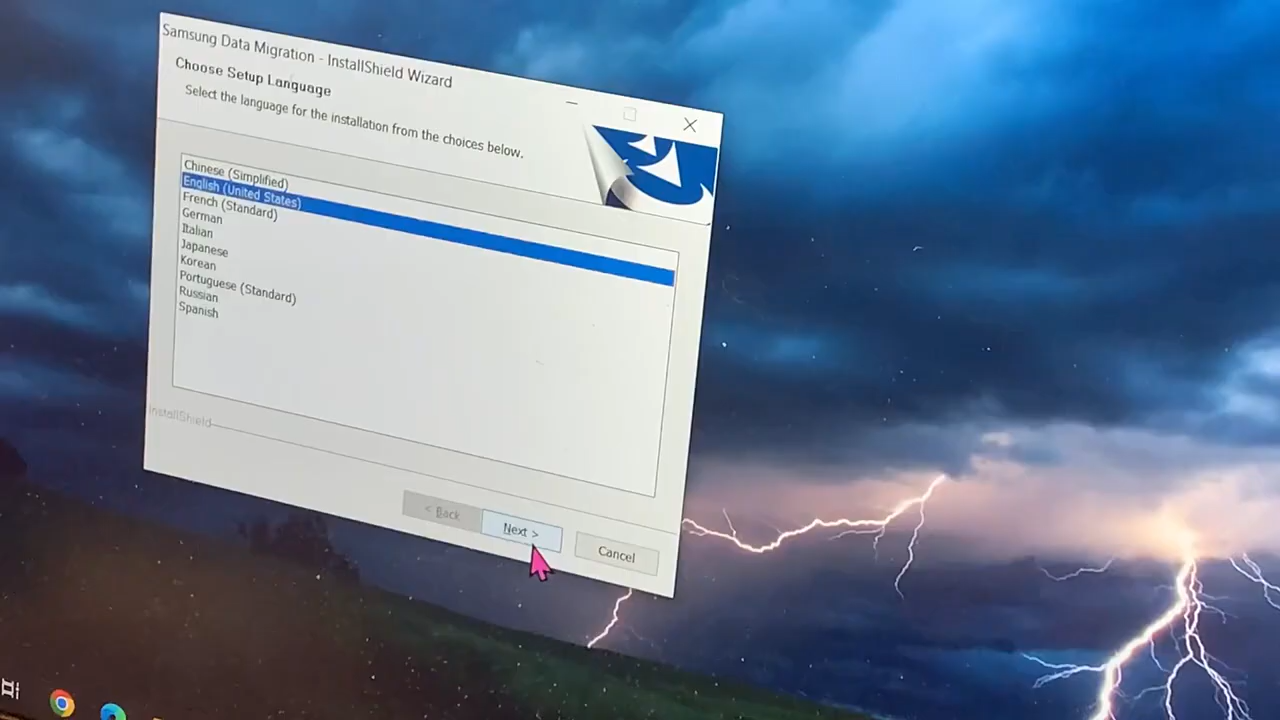 Samsung Data Migration - InstallShield Wizard
Choose Setup Language
Select the language for the installation from the choices below.
Chinese (Simplified)
English (United States)
French (Standard)
German
Italian
Japanese
Korean
Portuguese (Standard)
Russian
Spanish
InstallShield
< Back
Next >
Cancel